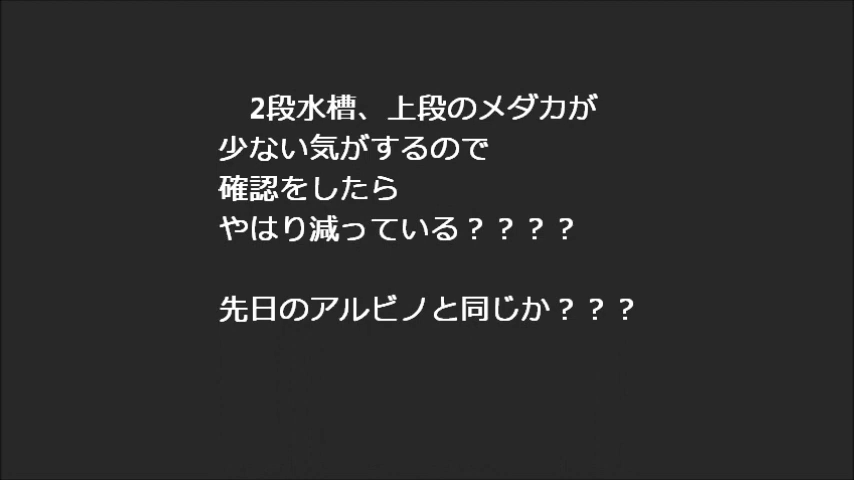 2段水槽、上段のメダカが
少ない気がするので
確認をしたら
やはり減っている？？？？
先日のアルビノと同じか？？？